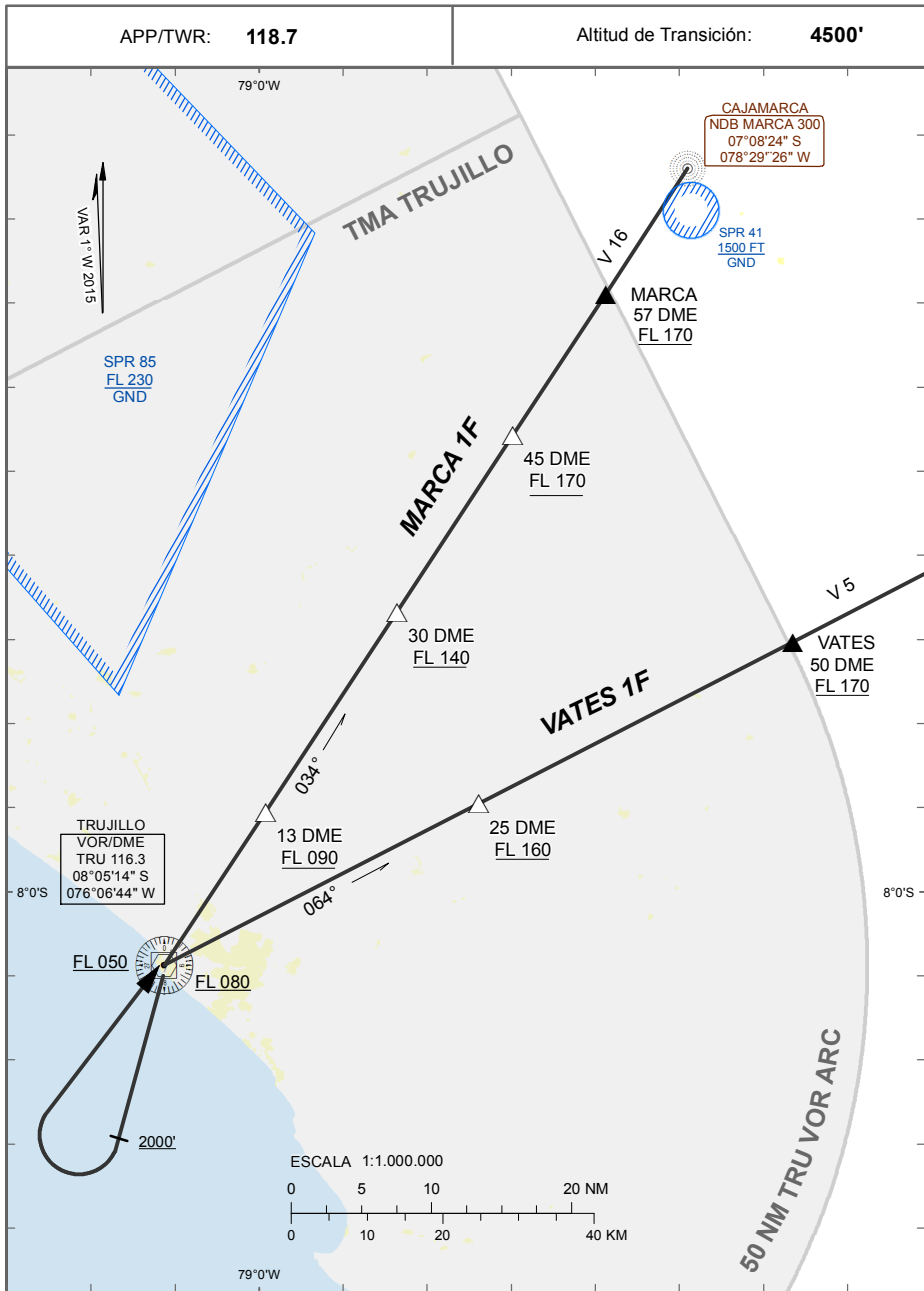 APP/TWR: 118.7
Altitud de Transición: 4500'
79°0'W
CAJAMARCA
NDB MARCA 300
07°08'24" S
078°29'26" W
TMA TRUJILLO
VAR 1° W 2015
V 16
SPR 41
1500 FT
GND
MARCA
57 DME
FL 170
SPR 85
FL 230
GND
MARCA 1F
45 DME
FL 170
V 5
30 DME
FL 140
VATES
50 DME
FL 170
VATES 1F
034°
13 DME
FL 090
25 DME
FL 160
TRUJILLO
VOR/DME
TRU 116.3
08°05'14" S
076°06'44" W
064°
8°0'S
8°0'S
FL 050
FL 080
50 NM TRU VOR ARC
2000'
ESCALA 1:1.000.000
0 5 10 20 NM
0 10 20 40 KM
79°0'W